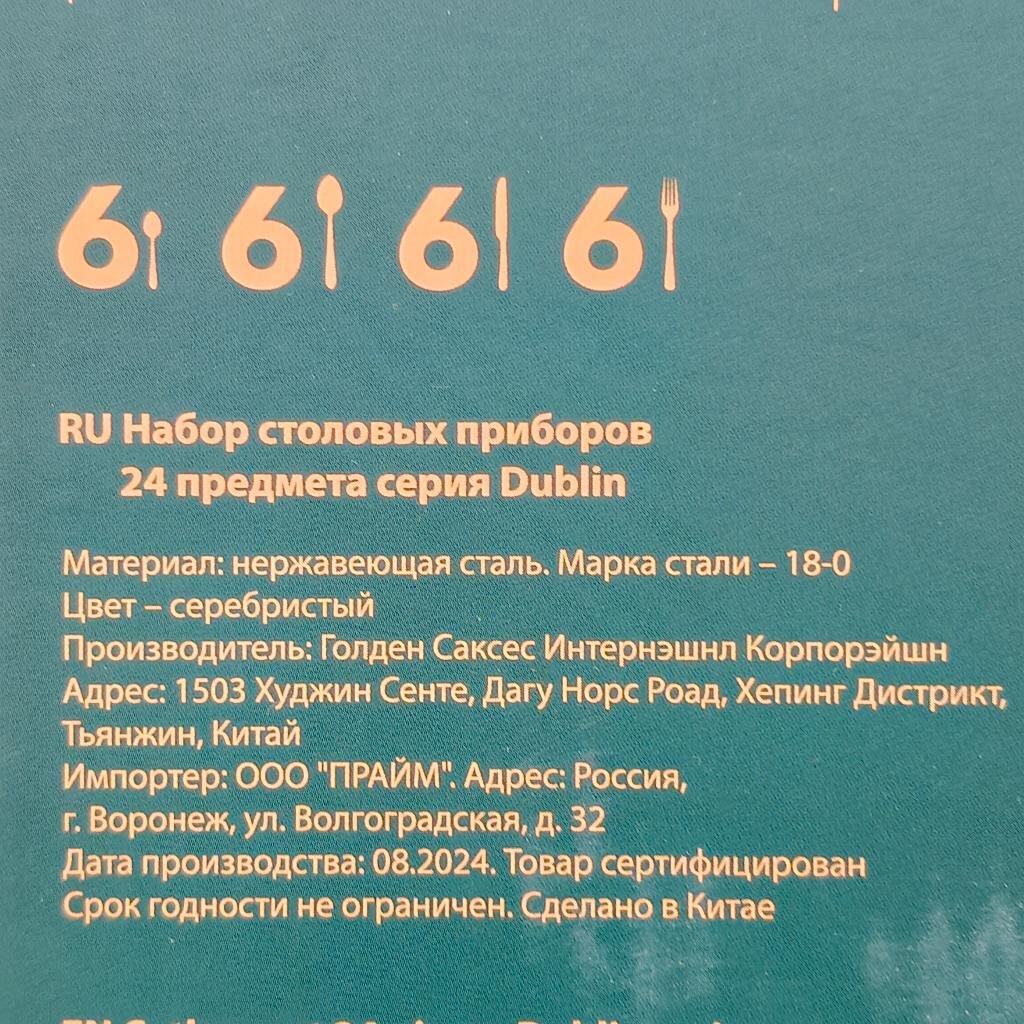 6 6 6 6
RU Набор столовых приборов
24 предмета серия Dublin
Материал: нержавеющая сталь. Марка стали – 18-0
Цвет – серебристый
Производитель: Голден Саксес Интернэшнл Корпорэйшн
Адрес: 1503 Худжин Сенте, Дагу Норс Роад, Хепинг Дистрикт,
Тьянжин, Китай
Импортер: ООО "ПРАЙМ". Адрес: Россия,
г. Воронеж, ул. Волгоградская, д. 32
Дата производства: 08.2024. Товар сертифицирован
Срок годности не ограничен. Сделано в Китае